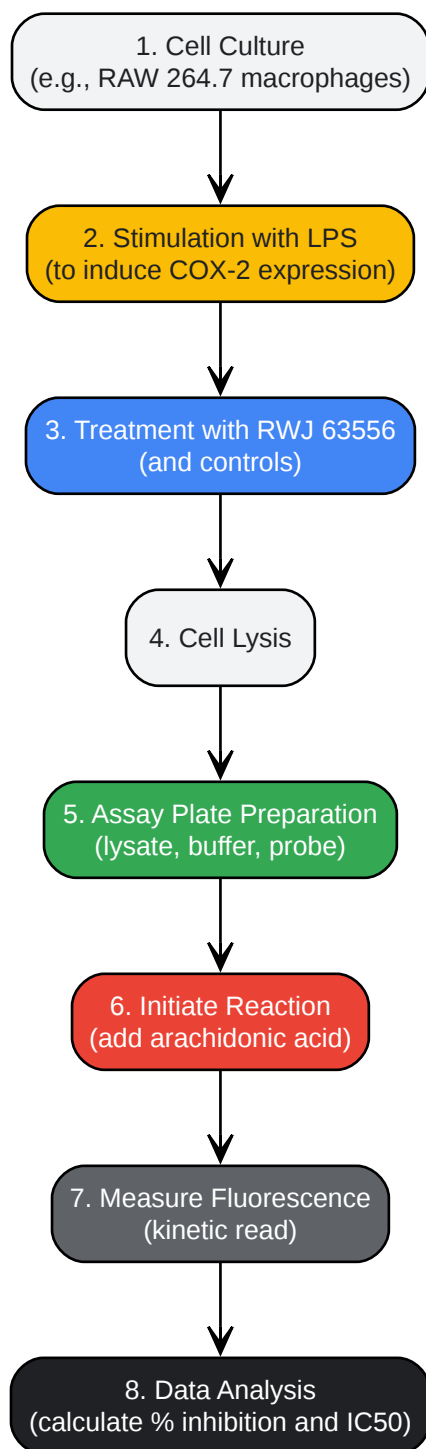 1. Cell Culture
(e.g., RAW 264.7 macrophages)
2. Stimulation with LPS
(to induce COX-2 expression)
3. Treatment with RWJ 63556
(and controls)
4. Cell Lysis
5. Assay Plate Preparation
(lysate, buffer, probe)
6. Initiate Reaction
(add arachidonic acid)
7. Measure Fluorescence
(kinetic read)
8. Data Analysis
(calculate % inhibition and IC50)